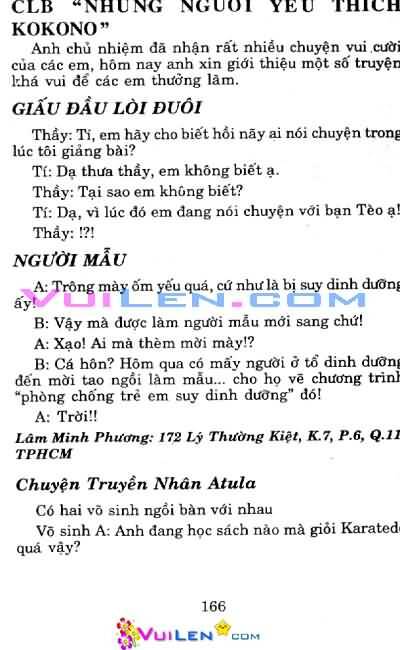 CLB "NHỮNG NGƯỜI YÊU THÍCH
KOKONO"
Anh chủ nhiệm đã nhận rất nhiều chuyện vui cười
của các em, hôm nay anh xin giới thiệu một số truyện
khá vui để các em thưởng lãm.
GIẤU ĐẦU LÒI ĐUÔI
Thầy: Tí, em hãy cho biết hồi nãy ai nói chuyện trong
lúc tôi giảng bài?
Tí: Dạ thưa thầy, em không biết ạ.
Thầy: Tại sao em không biết?
Tí: Dạ, vì lúc đó em đang nói chuyện với bạn Tèo ạ!
Thầy: !?!
NGƯỜI MẪU
A: Trông mày ốm yếu quá, cứ như là bị suy dinh dưỡng
ấy!
VUILEN.COM
B: Vậy mà được làm người mẫu mới sang chứ!
A: Xạo! Ai mà thèm mời mày!?
B: Cá hôn? Hôm qua có mấy người ở tổ dinh dưỡng
đến mời tao ngồi làm mẫu... cho họ vẽ chương trình
"phòng chống trẻ em suy dinh dưỡng" đó!
A: Trời!!
Lâm Minh Phương: 172 Lý Thường Kiệt, K.7, P.6, Q.11
TPHCM
Chuyện Truyền Nhân Atula
Có hai võ sinh ngồi bàn với nhau
Võ sinh A: Anh đang học sách nào mà giỏi Karatedo
quá vậy?
166
VUILEN.COM